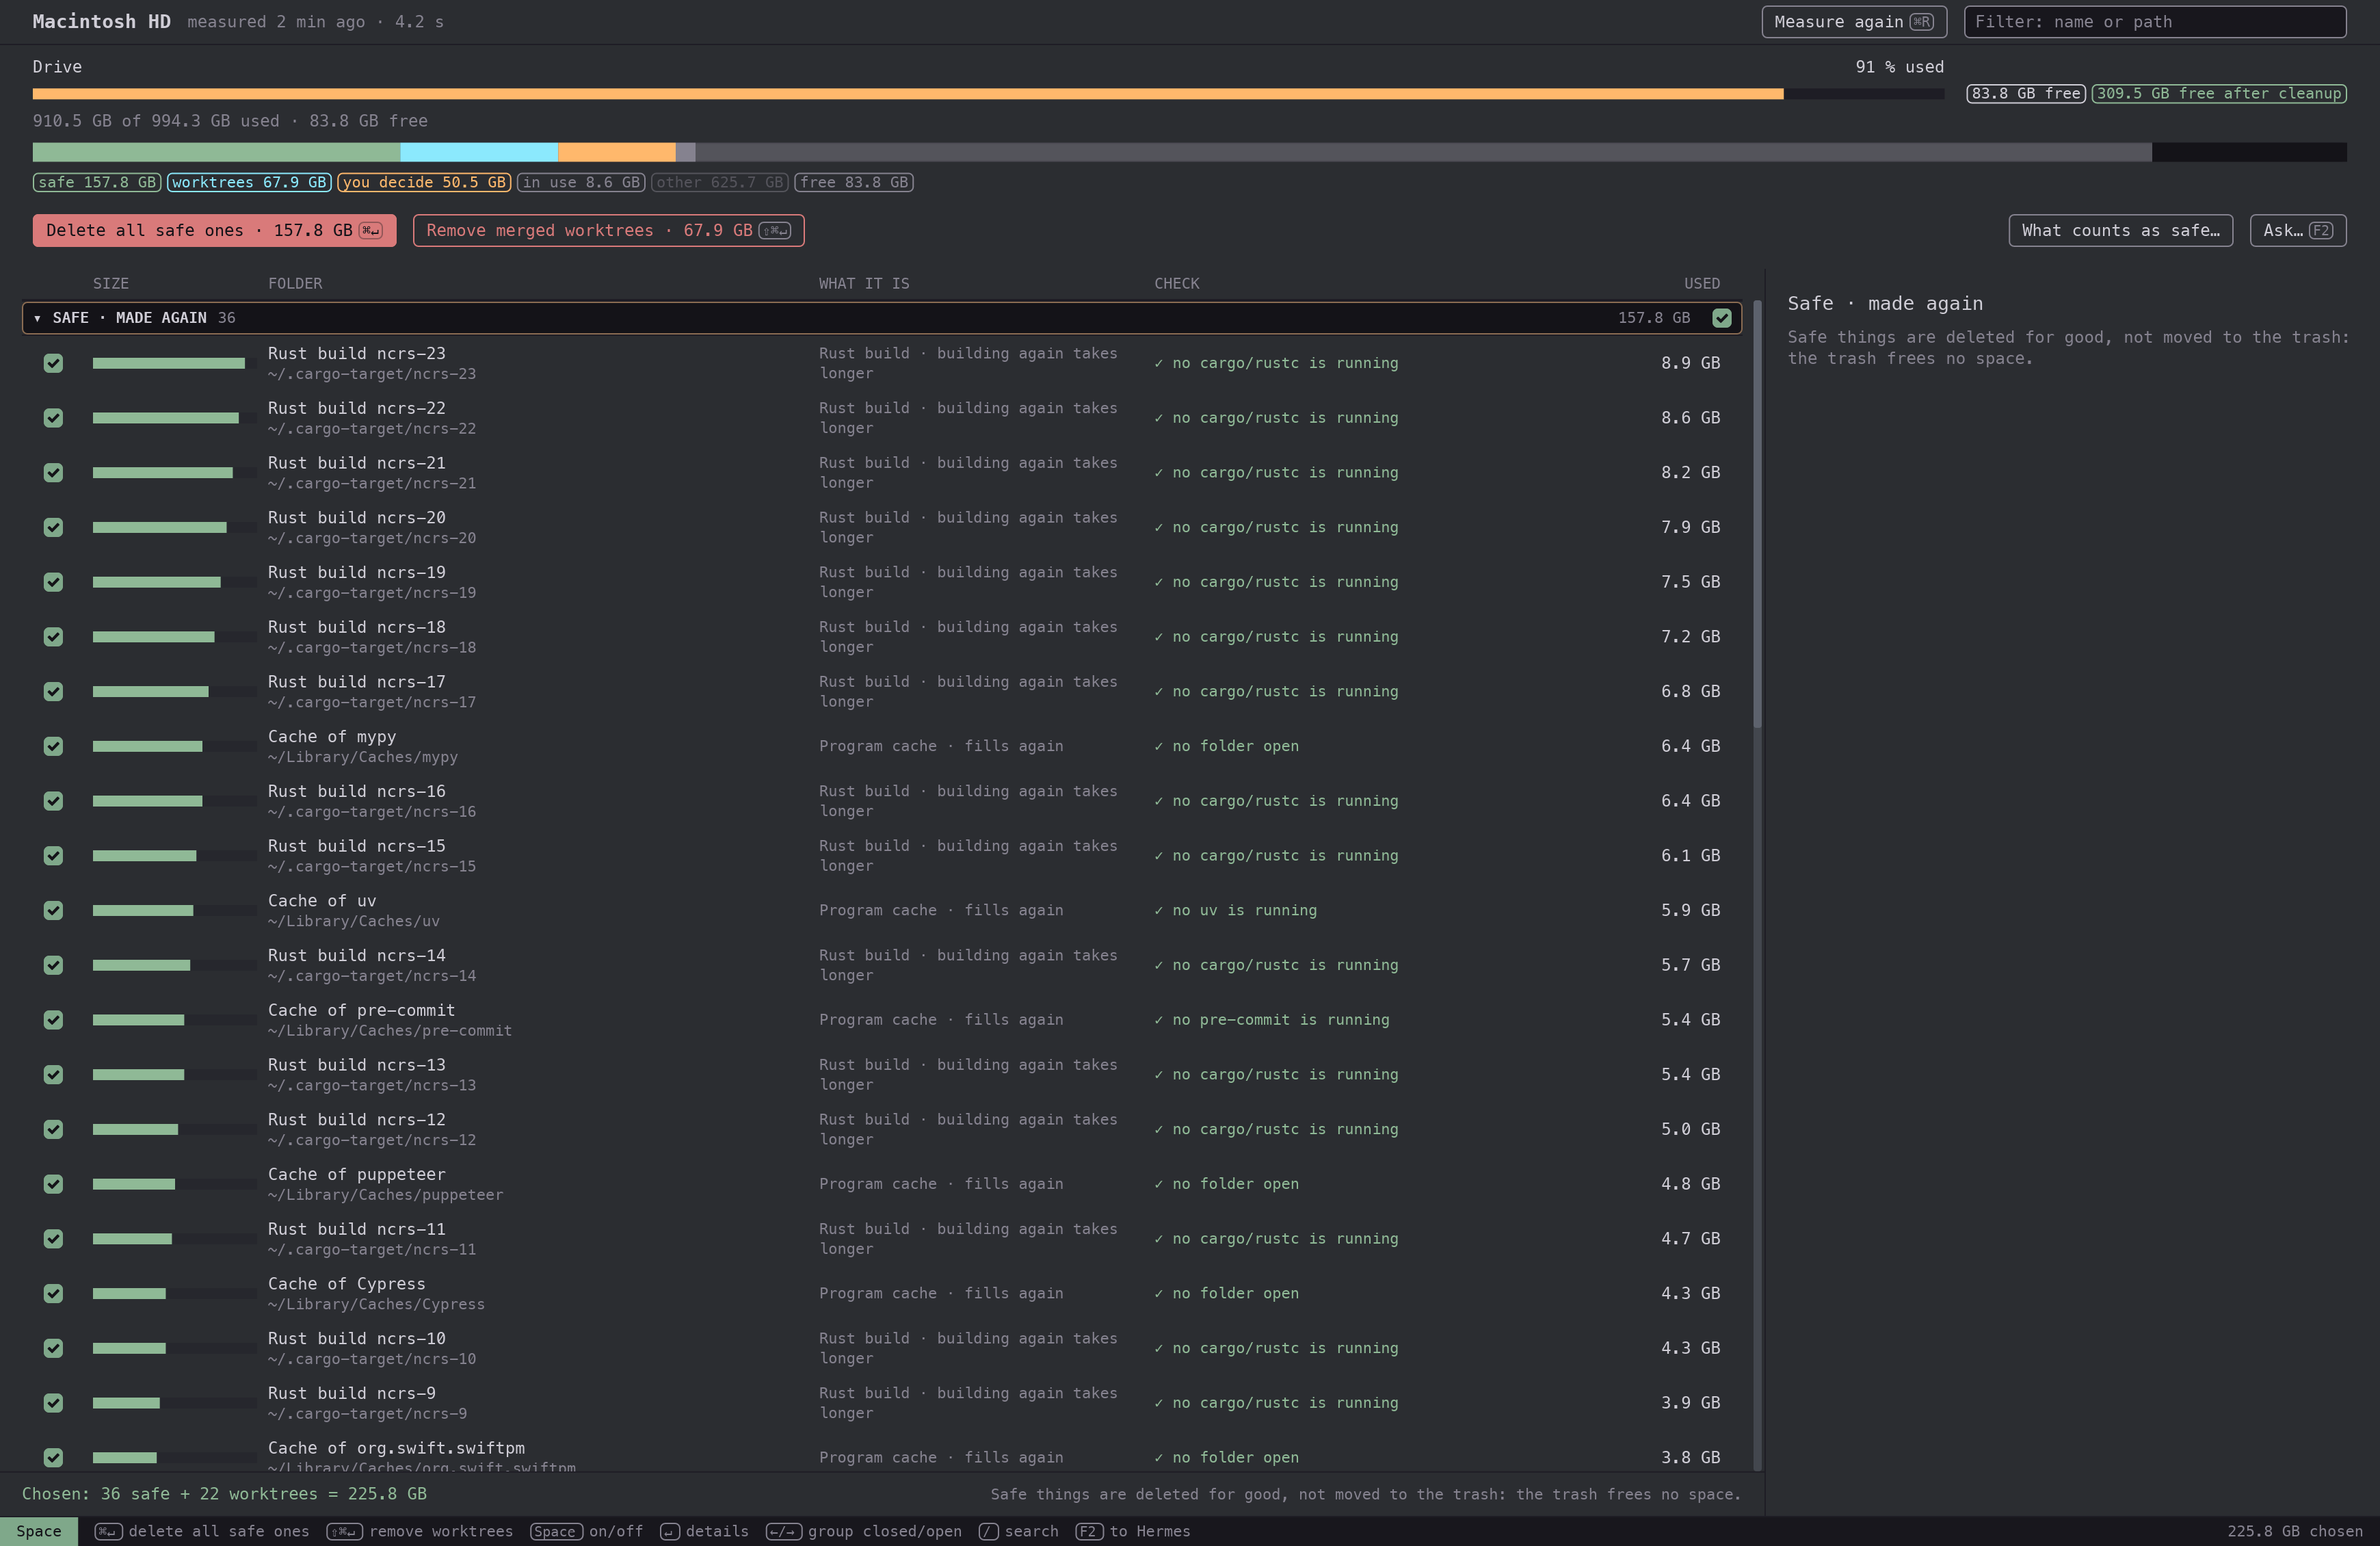 Macintosh HD measured 2 min ago · 4.2 s Measure again ⌘R Filter: name or path
Drive 91 % used
83.8 GB free 309.5 GB free after cleanup
910.5 GB of 994.3 GB used · 83.8 GB free
safe 157.8 GB worktrees 67.9 GB you decide 50.5 GB in use 8.6 GB other 625.7 GB free 83.8 GB
Delete all safe ones · 157.8 GB ⌘↵ Remove merged worktrees · 67.9 GB ⇧⌘↵ What counts as safe… Ask… F2
SIZE FOLDER WHAT IT IS CHECK USED
▾ SAFE · MADE AGAIN 36 157.8 GB
Rust build ncrs-23 Rust build · building again takes
~/.cargo-target/ncrs-23 longer ✓ no cargo/rustc is running 8.9 GB
Rust build ncrs-22 Rust build · building again takes
~/.cargo-target/ncrs-22 longer ✓ no cargo/rustc is running 8.6 GB
Rust build ncrs-21 Rust build · building again takes
~/.cargo-target/ncrs-21 longer ✓ no cargo/rustc is running 8.2 GB
Rust build ncrs-20 Rust build · building again takes
~/.cargo-target/ncrs-20 longer ✓ no cargo/rustc is running 7.9 GB
Rust build ncrs-19 Rust build · building again takes
~/.cargo-target/ncrs-19 longer ✓ no cargo/rustc is running 7.5 GB
Rust build ncrs-18 Rust build · building again takes
~/.cargo-target/ncrs-18 longer ✓ no cargo/rustc is running 7.2 GB
Rust build ncrs-17 Rust build · building again takes
~/.cargo-target/ncrs-17 longer ✓ no cargo/rustc is running 6.8 GB
Cache of mypy
~/Library/Caches/mypy Program cache · fills again ✓ no folder open 6.4 GB
Rust build ncrs-16 Rust build · building again takes
~/.cargo-target/ncrs-16 longer ✓ no cargo/rustc is running 6.4 GB
Rust build ncrs-15 Rust build · building again takes
~/.cargo-target/ncrs-15 longer ✓ no cargo/rustc is running 6.1 GB
Cache of uv
~/Library/Caches/uv Program cache · fills again ✓ no uv is running 5.9 GB
Rust build ncrs-14 Rust build · building again takes
~/.cargo-target/ncrs-14 longer ✓ no cargo/rustc is running 5.7 GB
Cache of pre-commit
~/Library/Caches/pre-commit Program cache · fills again ✓ no pre-commit is running 5.4 GB
Rust build ncrs-13 Rust build · building again takes
~/.cargo-target/ncrs-13 longer ✓ no cargo/rustc is running 5.4 GB
Rust build ncrs-12 Rust build · building again takes
~/.cargo-target/ncrs-12 longer ✓ no cargo/rustc is running 5.0 GB
Cache of puppeteer
~/Library/Caches/puppeteer Program cache · fills again ✓ no folder open 4.8 GB
Rust build ncrs-11 Rust build · building again takes
~/.cargo-target/ncrs-11 longer ✓ no cargo/rustc is running 4.7 GB
Cache of Cypress
~/Library/Caches/Cypress Program cache · fills again ✓ no folder open 4.3 GB
Rust build ncrs-10 Rust build · building again takes
~/.cargo-target/ncrs-10 longer ✓ no cargo/rustc is running 4.3 GB
Rust build ncrs-9 Rust build · building again takes
~/.cargo-target/ncrs-9 longer ✓ no cargo/rustc is running 3.9 GB
Cache of org.swift.swiftpm
~/Library/Caches/org.swift.swiftpm Program cache · fills again ✓ no folder open 3.8 GB
Safe · made again
Safe things are deleted for good, not moved to the trash:
the trash frees no space.
Chosen: 36 safe + 22 worktrees = 225.8 GB Safe things are deleted for good, not moved to the trash: the trash frees no space.
Space ⌘↵ delete all safe ones ⇧⌘↵ remove worktrees Space on/off ↵ details ←/→ group closed/open / search F2 to Hermes 225.8 GB chosen